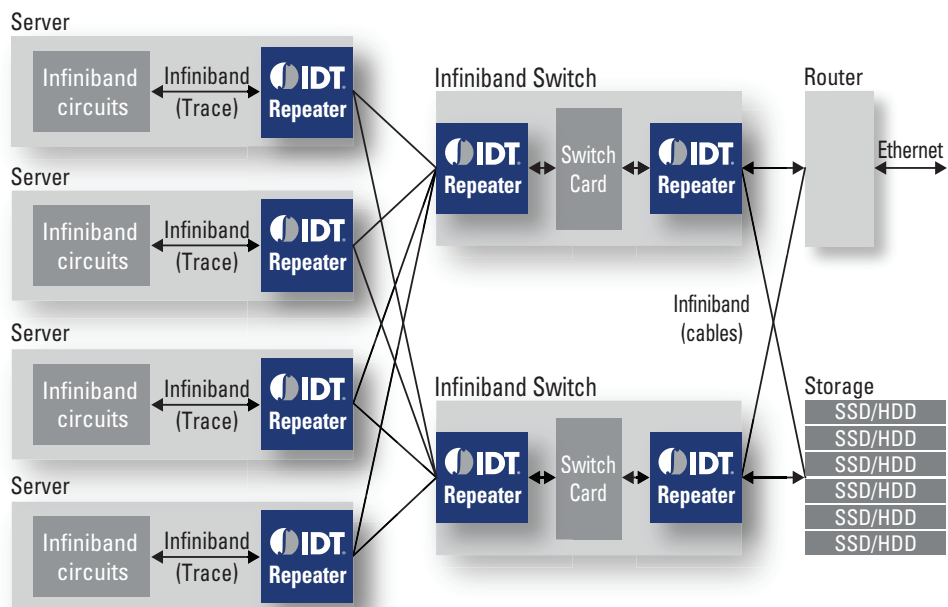 Server
Infiniband
circuits
Infiniband
(Trace)
IDT.
Repeater
Server
Infiniband
circuits
Infiniband
(Trace)
IDT.
Repeater
Server
Infiniband
circuits
Infiniband
(Trace)
IDT.
Repeater
Server
Infiniband
circuits
Infiniband
(Trace)
IDT.
Repeater
Infiniband Switch
IDT.
Repeater
Switch
Card
IDT.
Repeater
Infiniband Switch
IDT.
Repeater
Switch
Card
IDT.
Repeater
Infiniband
(cables)
Router
Ethernet
Storage
SSD/HDD
SSD/HDD
SSD/HDD
SSD/HDD
SSD/HDD
SSD/HDD